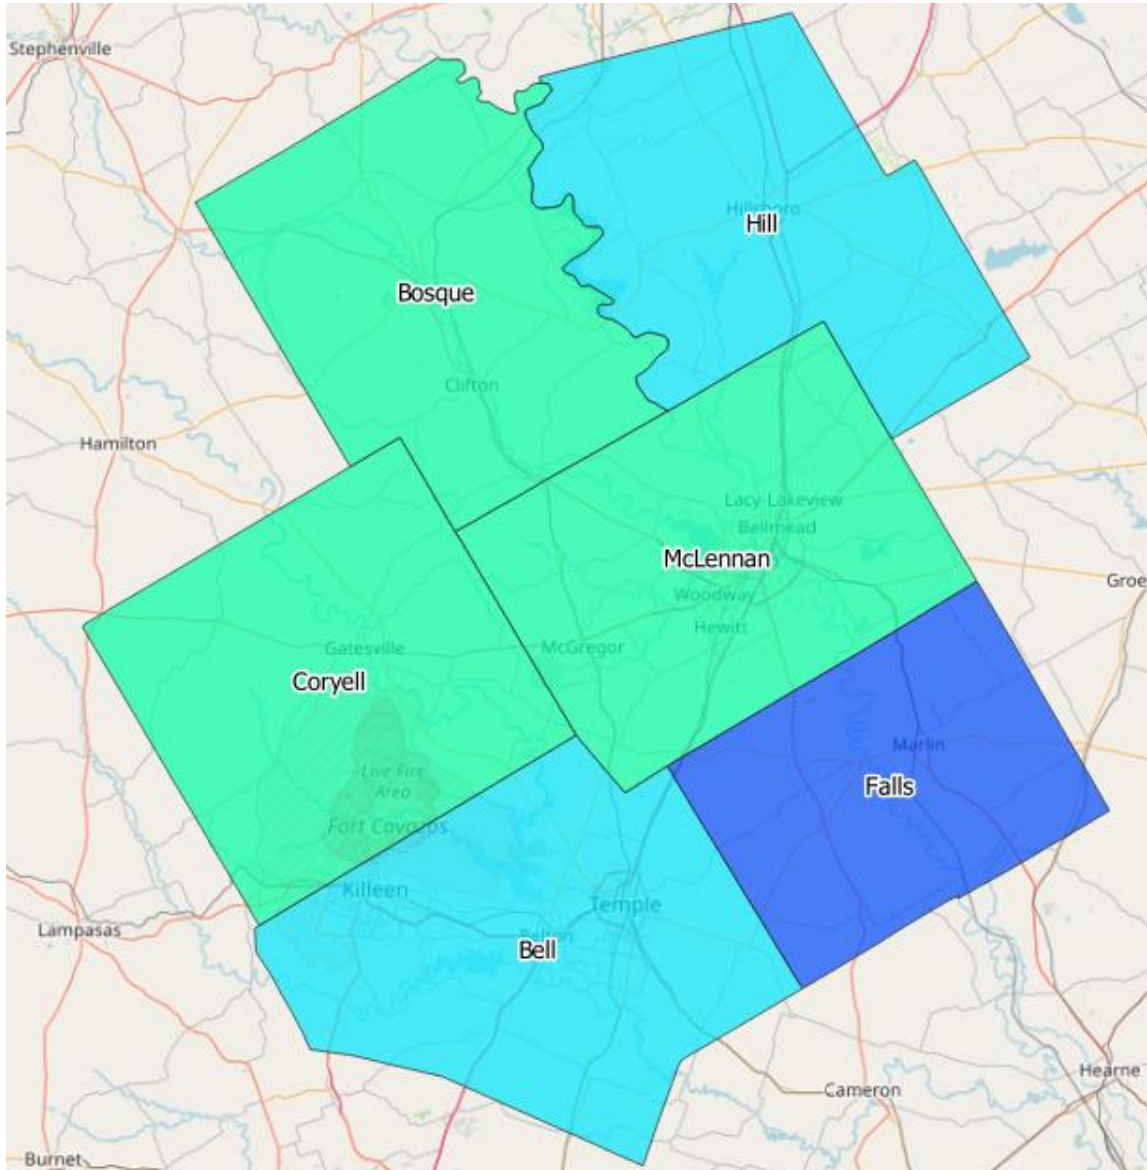 Stephenville
Hillsboro
Hill
Bosque
Clifton
Hamilton
Lacy-Lakeview
Bellmead
McLennan
Groe
Woodway
Hewitt
Gatesville
McGregor
Coryell
Marlin
Live Fire
Area
Falls
Fort Cavazos
Killeen
Temple
Lampasas
Belton
Bell
Hearne
Cameron
Burnet